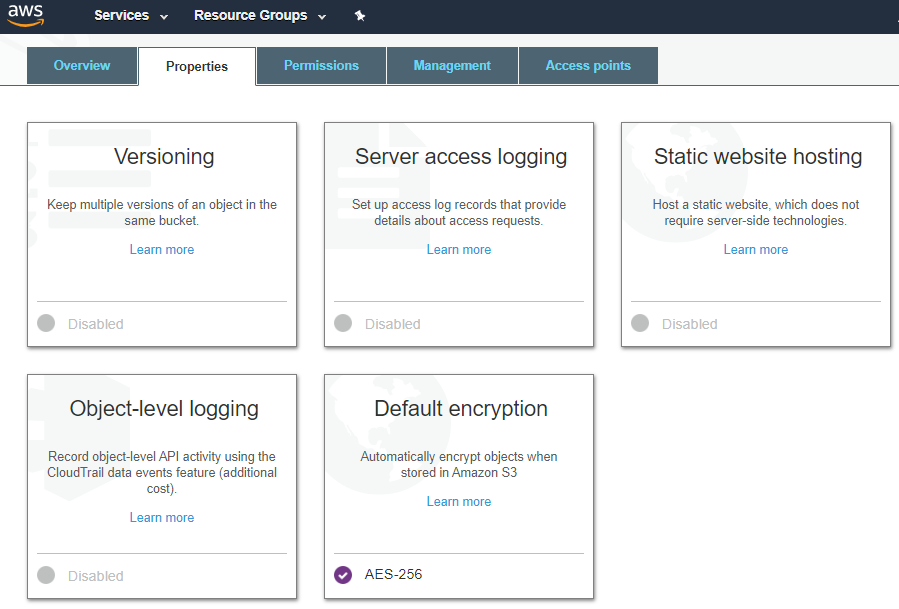 aws Services Resource Groups
Overview Properties Permissions Management Access points
Versioning
Keep multiple versions of an object in the
same bucket.
Learn more
Disabled
Server access logging
Set up access log records that provide
details about access requests.
Learn more
Disabled
Static website hosting
Host a static website, which does not
require server-side technologies.
Learn more
Disabled
Object-level logging
Record object-level API activity using the
CloudTrail data events feature (additional
cost).
Learn more
Disabled
Default encryption
Automatically encrypt objects when
stored in Amazon S3
Learn more
AES-256